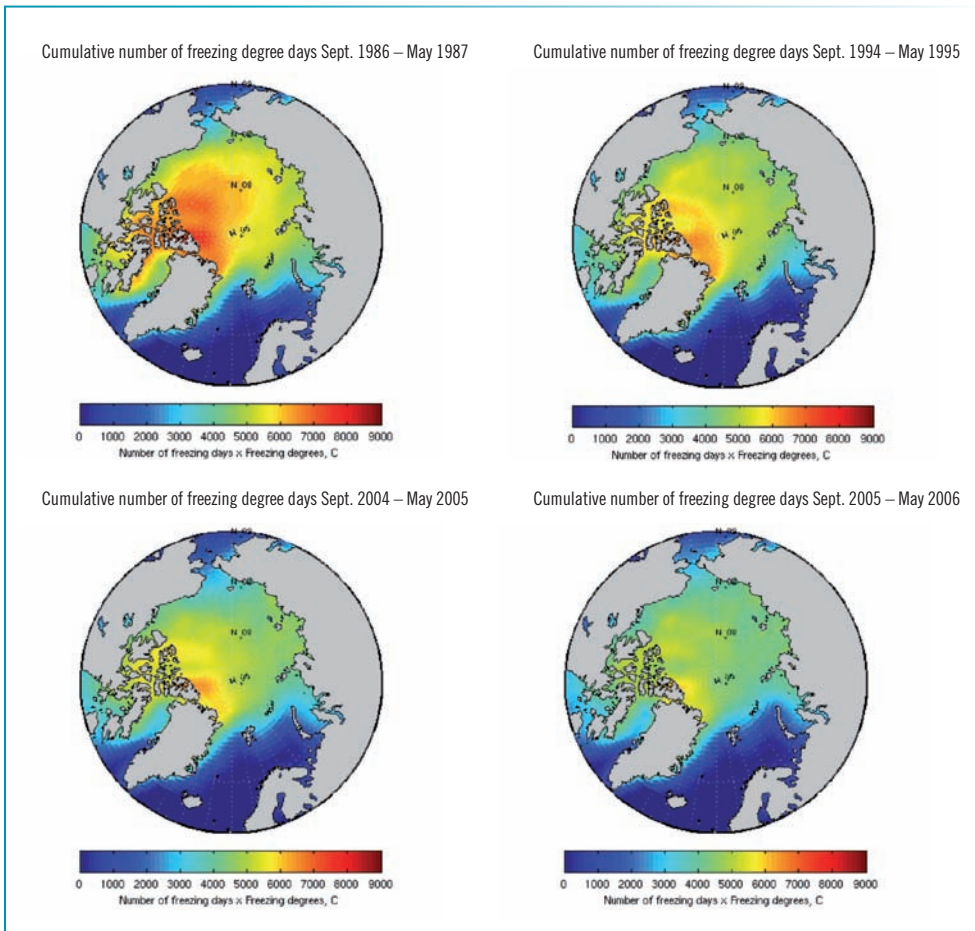 Cumulative number of freezing degree days Sept. 1986 – May 1987
Cumulative number of freezing degree days Sept. 1994 – May 1995
0 1000 2000 3000 4000 5000 6000 7000 8000 9000
Number of freezing days x Freezing degrees, C
0 1000 2000 3000 4000 5000 6000 7000 8000 9000
Number of freezing days x Freezing degrees, C
Cumulative number of freezing degree days Sept. 2004 – May 2005
Cumulative number of freezing degree days Sept. 2005 – May 2006
0 1000 2000 3000 4000 5000 6000 7000 8000 9000
Number of freezing days x Freezing degrees, C
0 1000 2000 3000 4000 5000 6000 7000 8000 9000
Number of freezing days x Freezing degrees, C